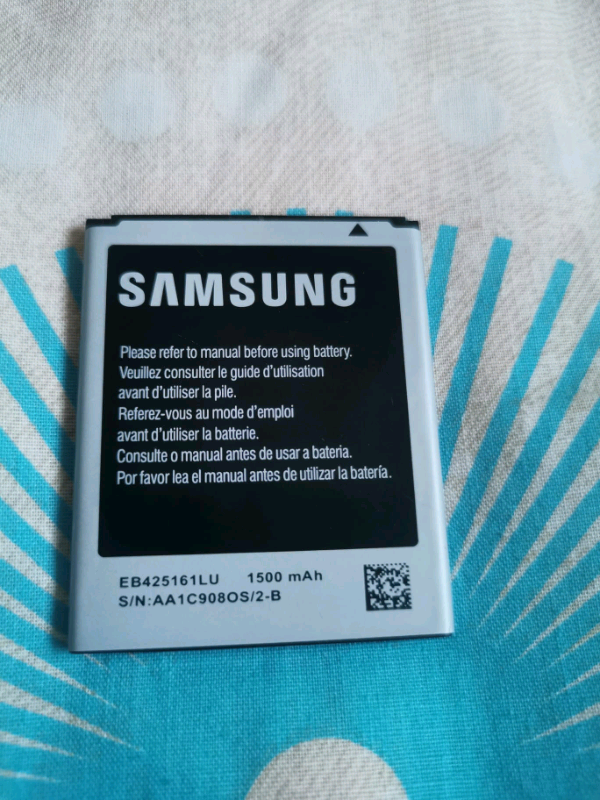 SAMSUNG
Please refer to manual before using battery.
Veuillez consulter le guide d'utilisation
avant d'utiliser la pile.
Referez-vous au mode d'emploi
avant d'utiliser la batterie.
Consulte o manual antes de usar a bateria.
Por favor lea el manual antes de utilizar la batería.
EB425161LU 1500 mAh
S/N:AA1C908OS/2-B